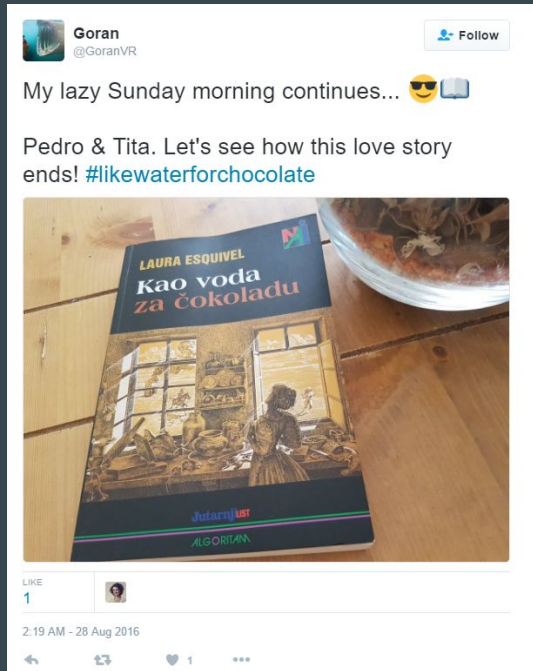 Goran
@GoranVR
Follow
My lazy Sunday morning continues... 😎📖
Pedro & Tita. Let's see how this love story
ends! #likewaterforchocolate
LAURA ESQUIVEL
Kao voda
za čokoladu
Jutarnji LIST
ALGORITAM
LIKE
1
2:19 AM - 28 Aug 2016
1